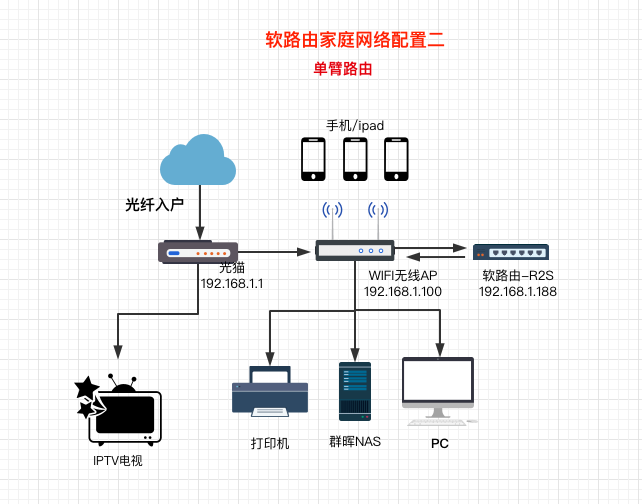 软路由家庭网络配置二
单臂路由
手机/ipad
光纤入户
光猫
192.168.1.1
WIFI无线AP
192.168.1.100
软路由-R2S
192.168.1.188
IPTV电视
打印机
群晖NAS
PC